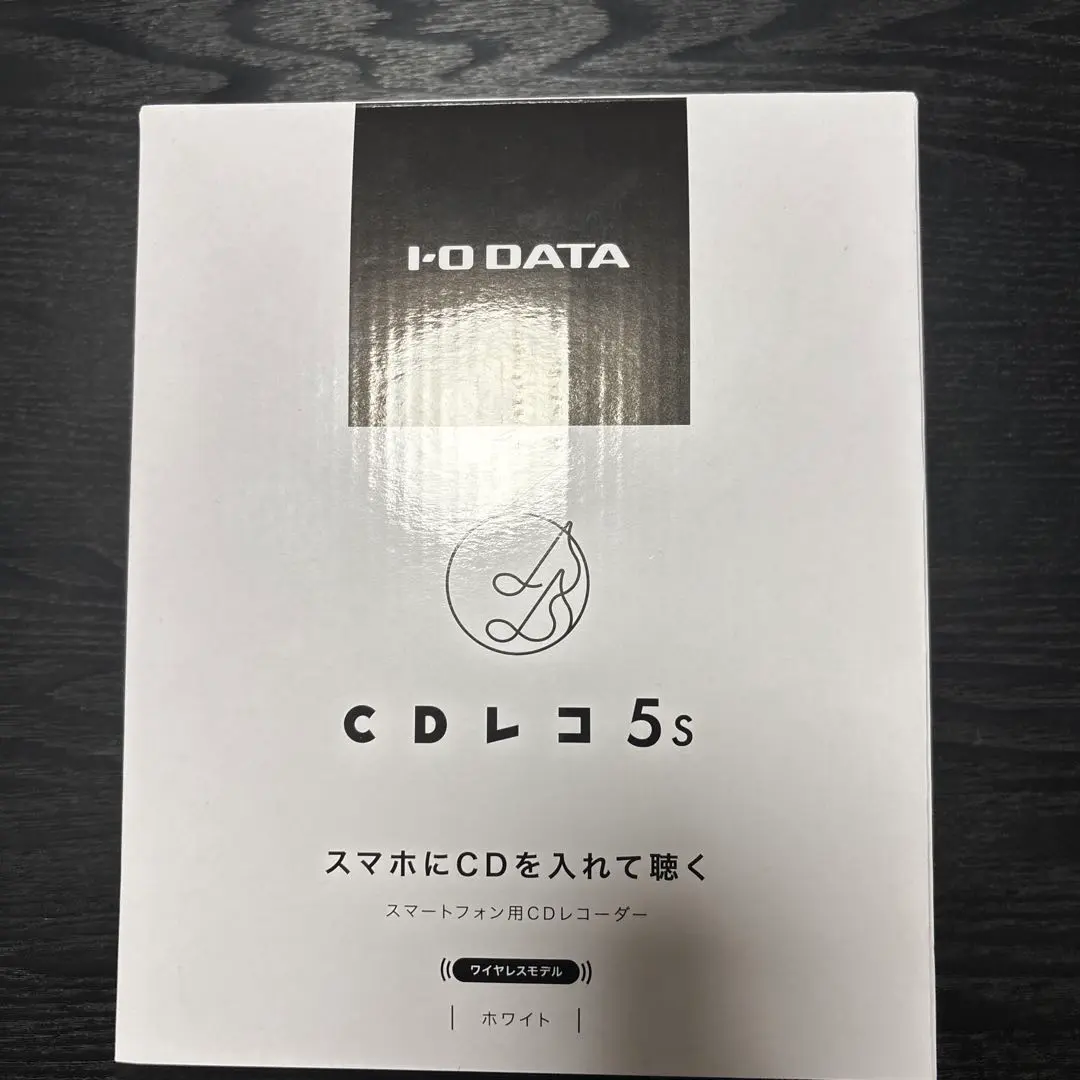 I-O DATA
CDレコ5s
スマホにCDを入れて聴く
スマートフォン用CDレコーダー
ワイヤレスモデル
ホワイト